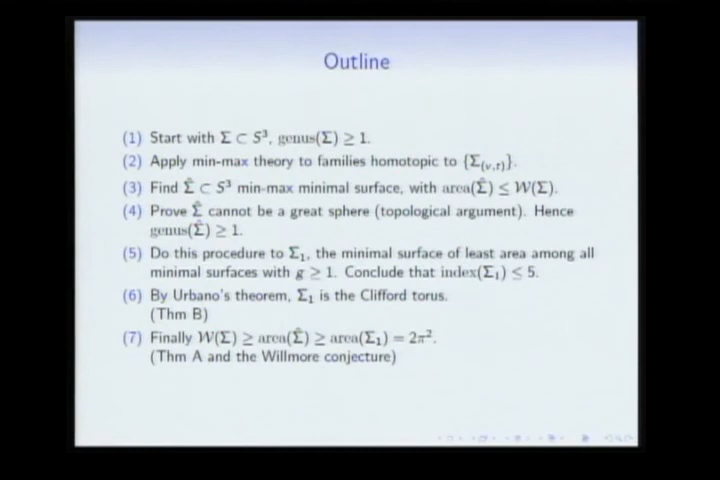 Outline
(1) Start with Σ ⊂ S³, genus(Σ) ≥ 1.
(2) Apply min-max theory to families homotopic to {Σ_(v,t)}.
(3) Find Σ̂ ⊂ S³ min-max minimal surface, with area(Σ̂) ≤ W(Σ).
(4) Prove Σ̂ cannot be a great sphere (topological argument). Hence
genus(Σ̂) ≥ 1.
(5) Do this procedure to Σ₁, the minimal surface of least area among all
minimal surfaces with g ≥ 1. Conclude that index(Σ₁) ≤ 5.
(6) By Urbano's theorem, Σ₁ is the Clifford torus.
(Thm B)
(7) Finally W(Σ) ≥ area(Σ̂) ≥ area(Σ₁) = 2π².
(Thm A and the Willmore conjecture)